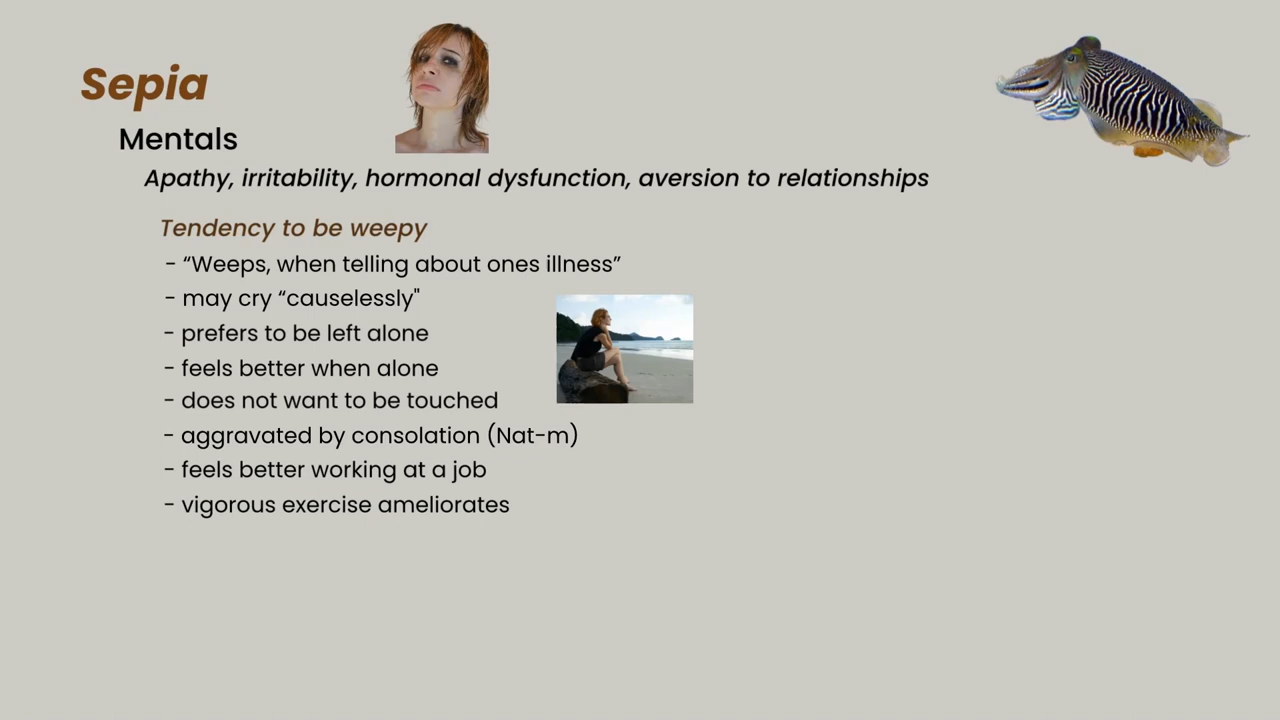 Sepia
Mentals
Apathy, irritability, hormonal dysfunction, aversion to relationships
Tendency to be weepy
- “Weeps, when telling about ones illness”
- may cry “causelessly"
- prefers to be left alone
- feels better when alone
- does not want to be touched
- aggravated by consolation (Nat-m)
- feels better working at a job
- vigorous exercise ameliorates